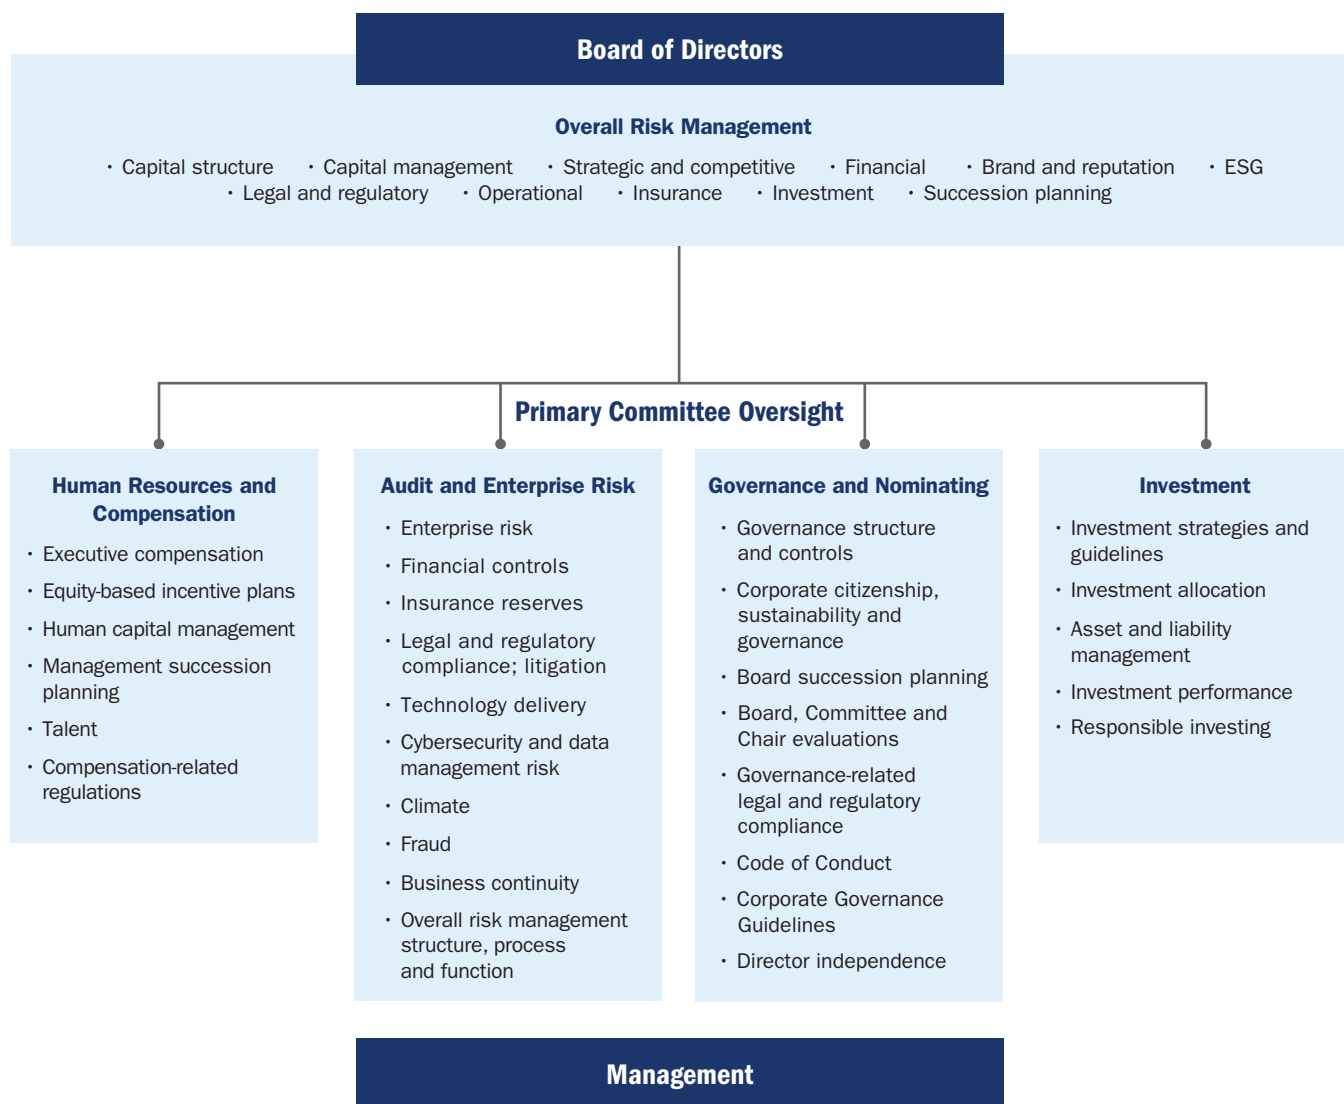 Board of Directors
Overall Risk Management
· Capital structure · Capital management · Strategic and competitive · Financial · Brand and reputation · ESG
· Legal and regulatory · Operational · Insurance · Investment · Succession planning
Primary Committee Oversight
Human Resources and
Compensation
· Executive compensation
· Equity-based incentive plans
· Human capital management
· Management succession
planning
· Talent
· Compensation-related
regulations
Audit and Enterprise Risk
· Enterprise risk
· Financial controls
· Insurance reserves
· Legal and regulatory
compliance; litigation
· Technology delivery
· Cybersecurity and data
management risk
· Climate
· Fraud
· Business continuity
· Overall risk management
structure, process
and function
Governance and Nominating
· Governance structure
and controls
· Corporate citizenship,
sustainability and
governance
· Board succession planning
· Board, Committee and
Chair evaluations
· Governance-related
legal and regulatory
compliance
· Code of Conduct
· Corporate Governance
Guidelines
· Director independence
Investment
· Investment strategies and
guidelines
· Investment allocation
· Asset and liability
management
· Investment performance
· Responsible investing
Management